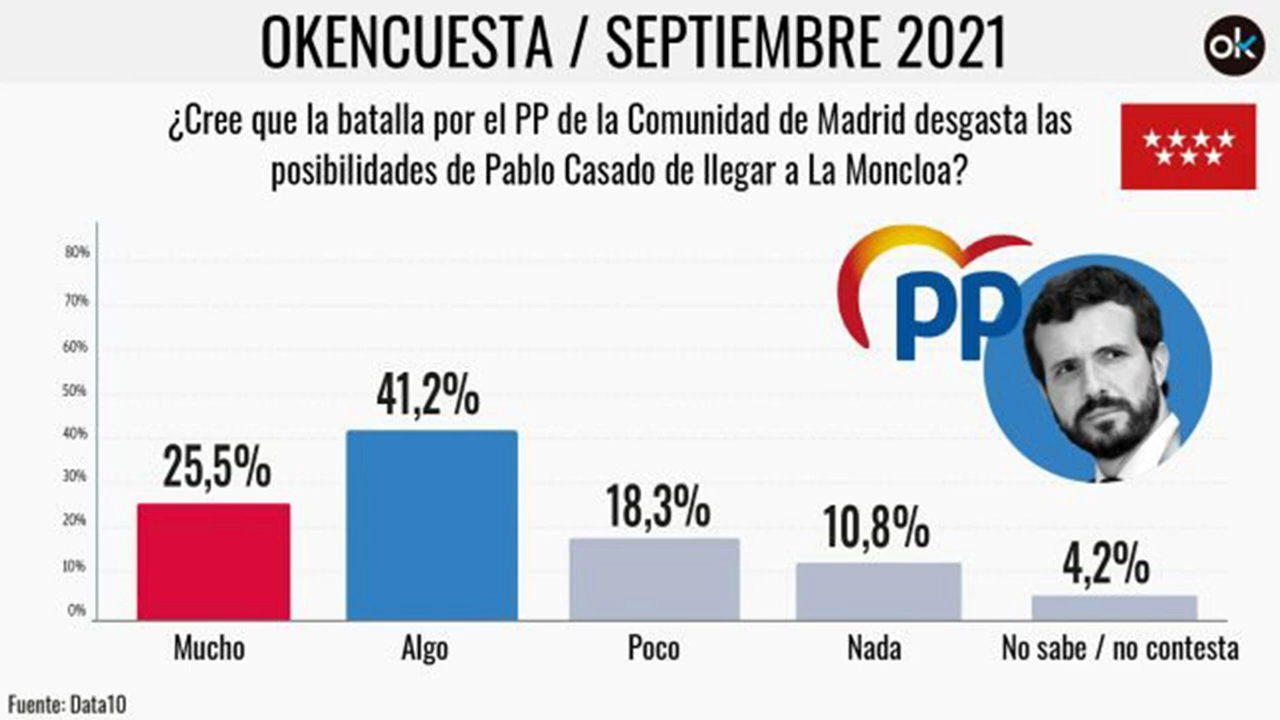 OKENCUESTA / SEPTIEMBRE 2021
ok
¿Cree que la batalla por el PP de la Comunidad de Madrid desgasta las
posibilidades de Pablo Casado de llegar a La Moncloa?
80%
70%
60%
50%
40%
30%
20%
10%
0%
pp
25,5%
41,2%
18,3%
10,8%
4,2%
Mucho
Algo
Poco
Nada
No sabe / no contesta
Fuente: Data10